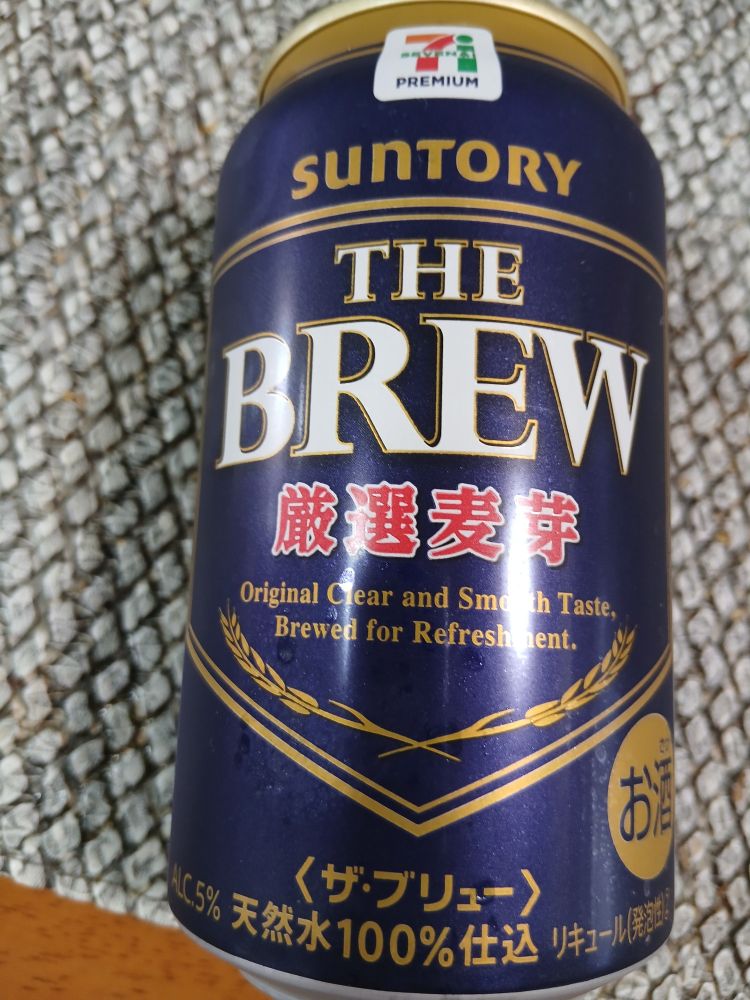 SEVEN&i
PREMIUM
SUNTORY
THE
BREW
厳選麦芽
Original Clear and Smooth Taste,
Brewed for Refreshment.
お酒
〈ザ・ブリュー〉
ALC.5% 天然水100%仕込 リキュール(発泡性)